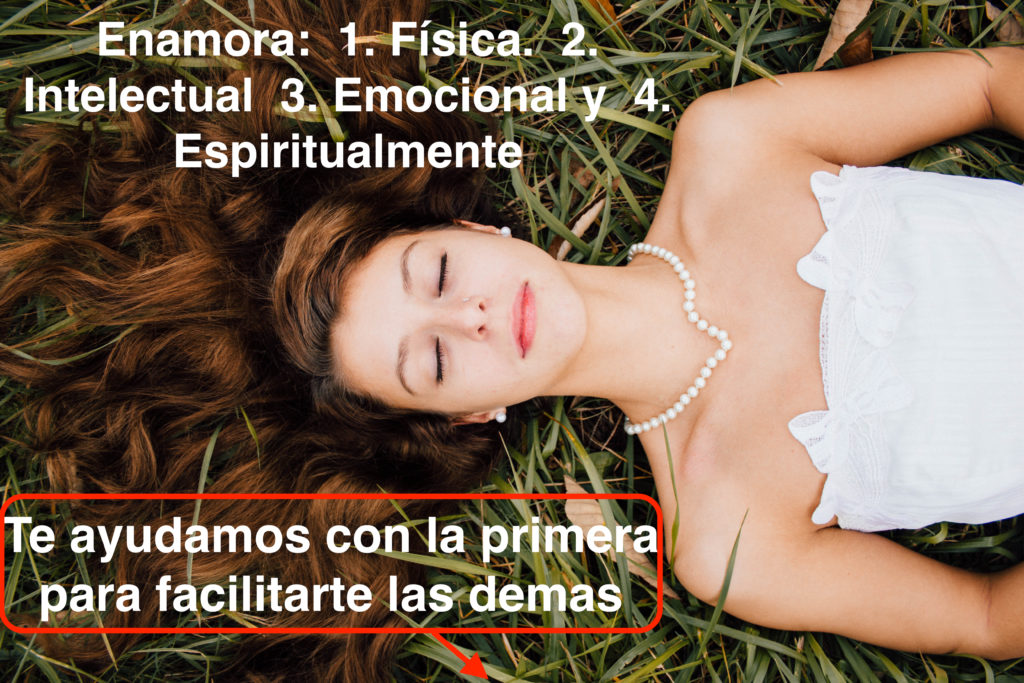 Enamora: 1. Física. 2.
Intelectual 3. Emocional y 4.
Espiritualmente
Te ayudamos con la primera
para facilitarte las demas